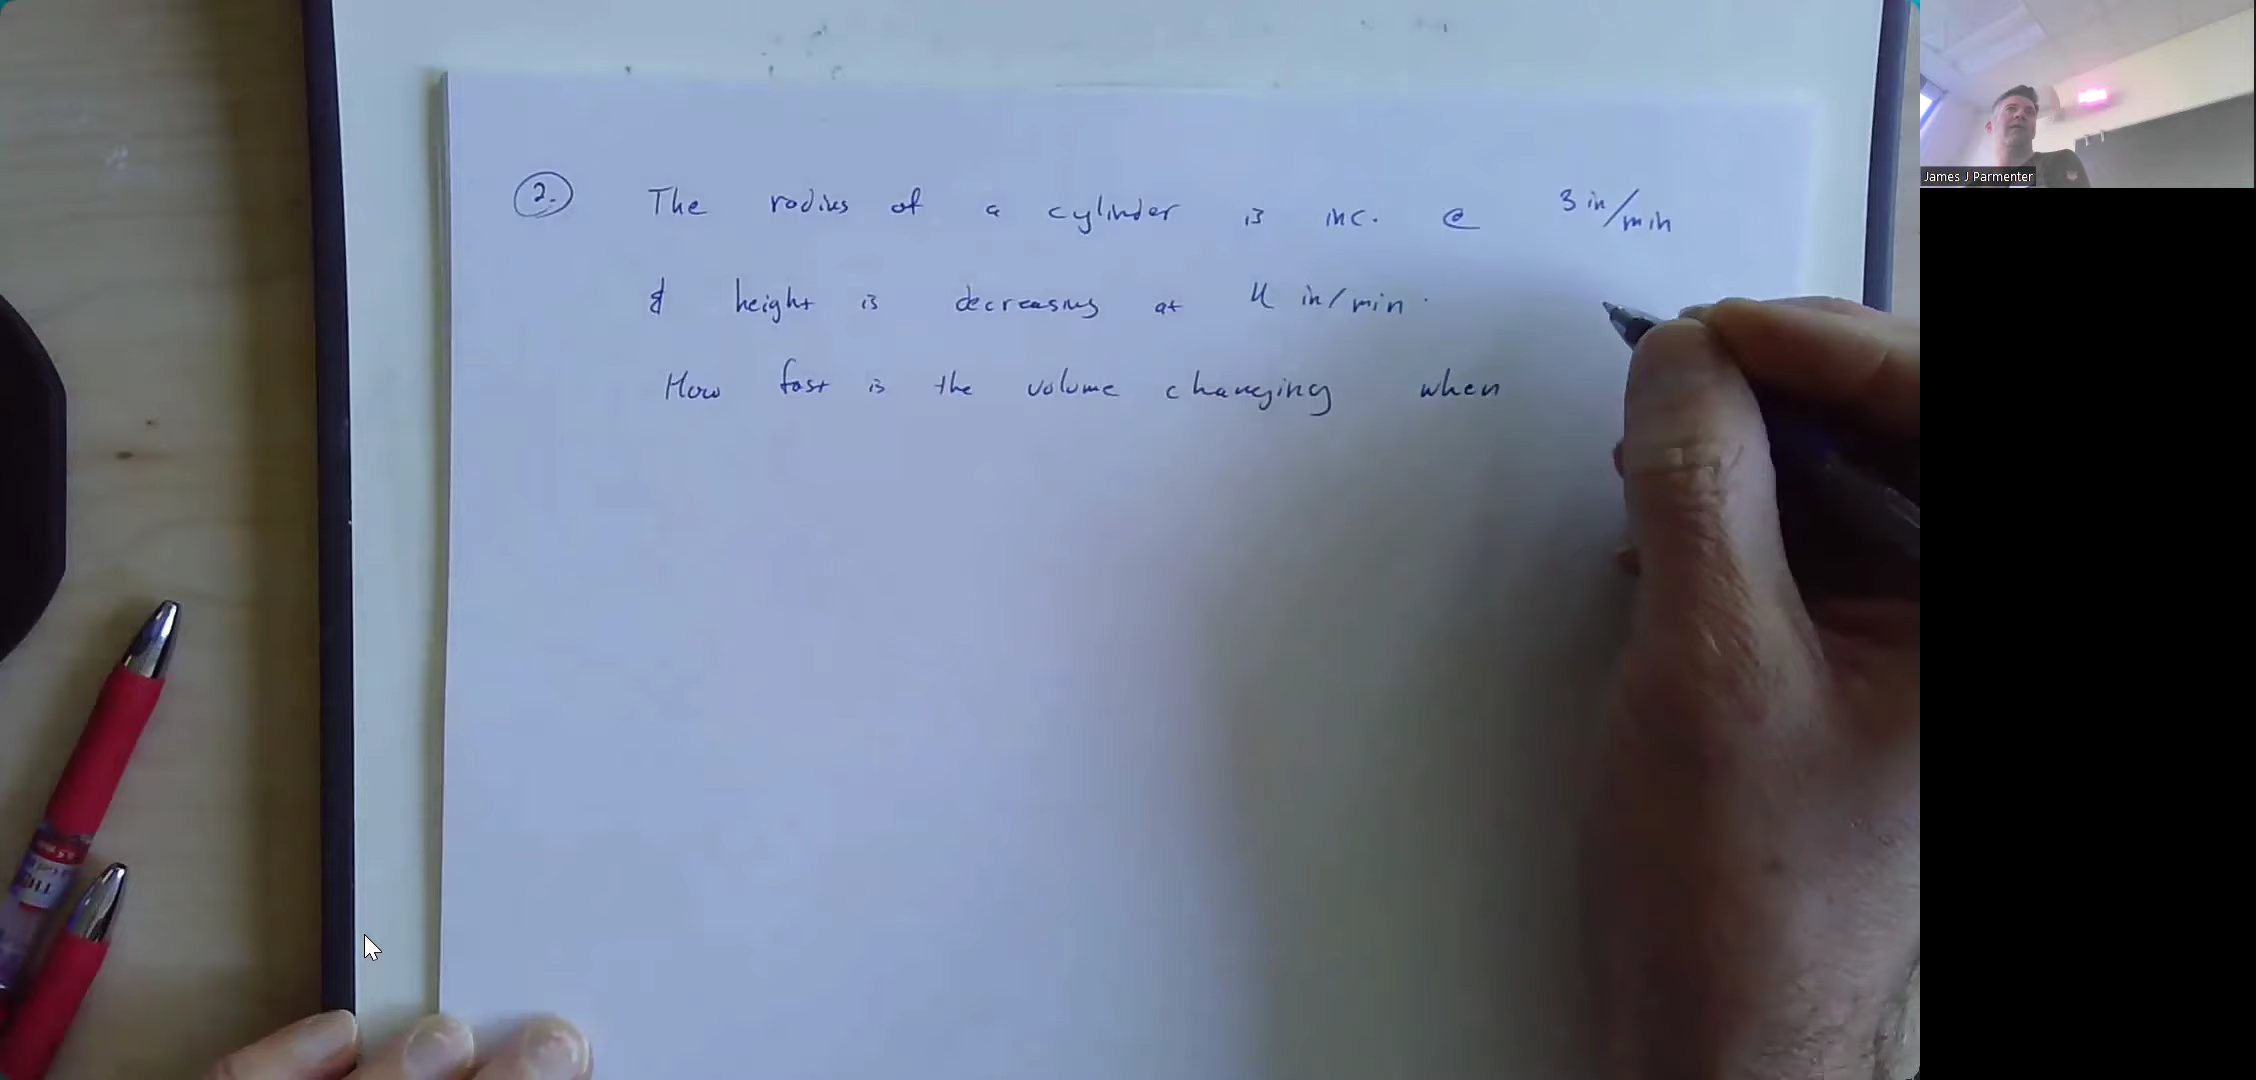 2. The radius of a cylinder is inc. @ 3 in/min
& height is decreasing at 4 in/min.
How fast is the volume changing when
James J Parmenter